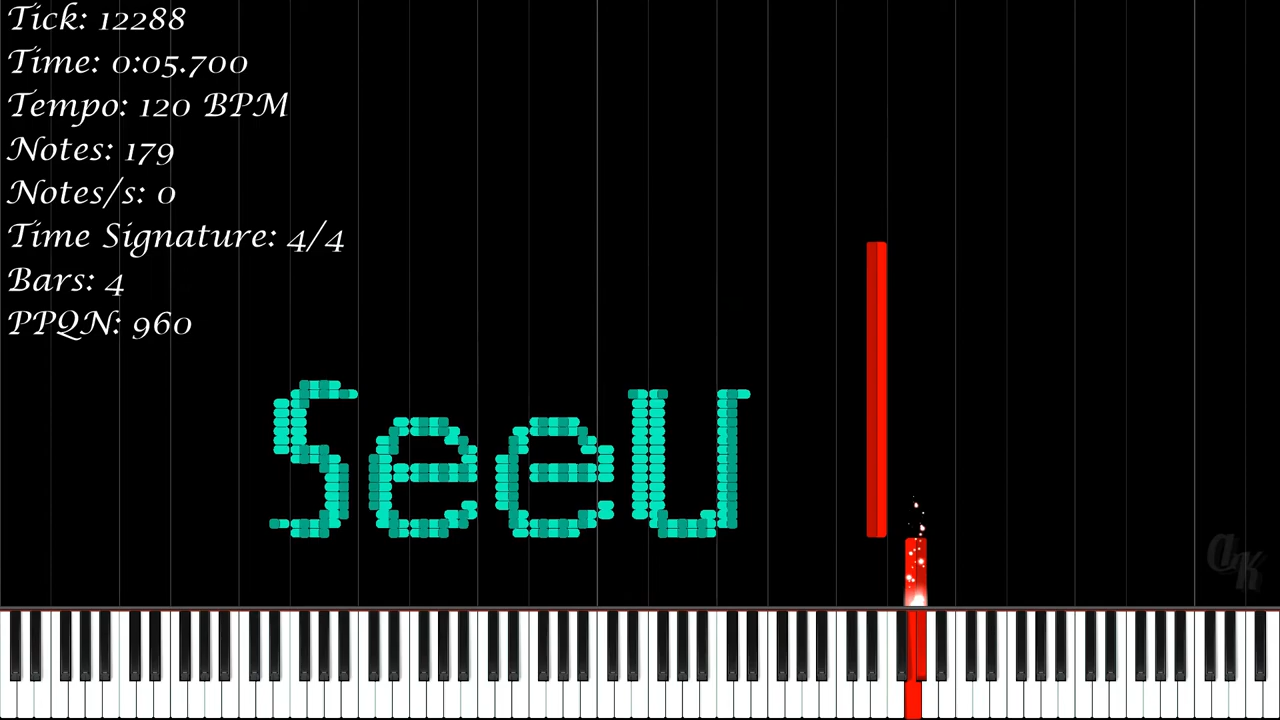 Tick: 12288
Time: 0:05.700
Tempo: 120 BPM
Notes: 179
Notes/s: 0
Time Signature: 4/4
Bars: 4
PPQN: 960
SeeU